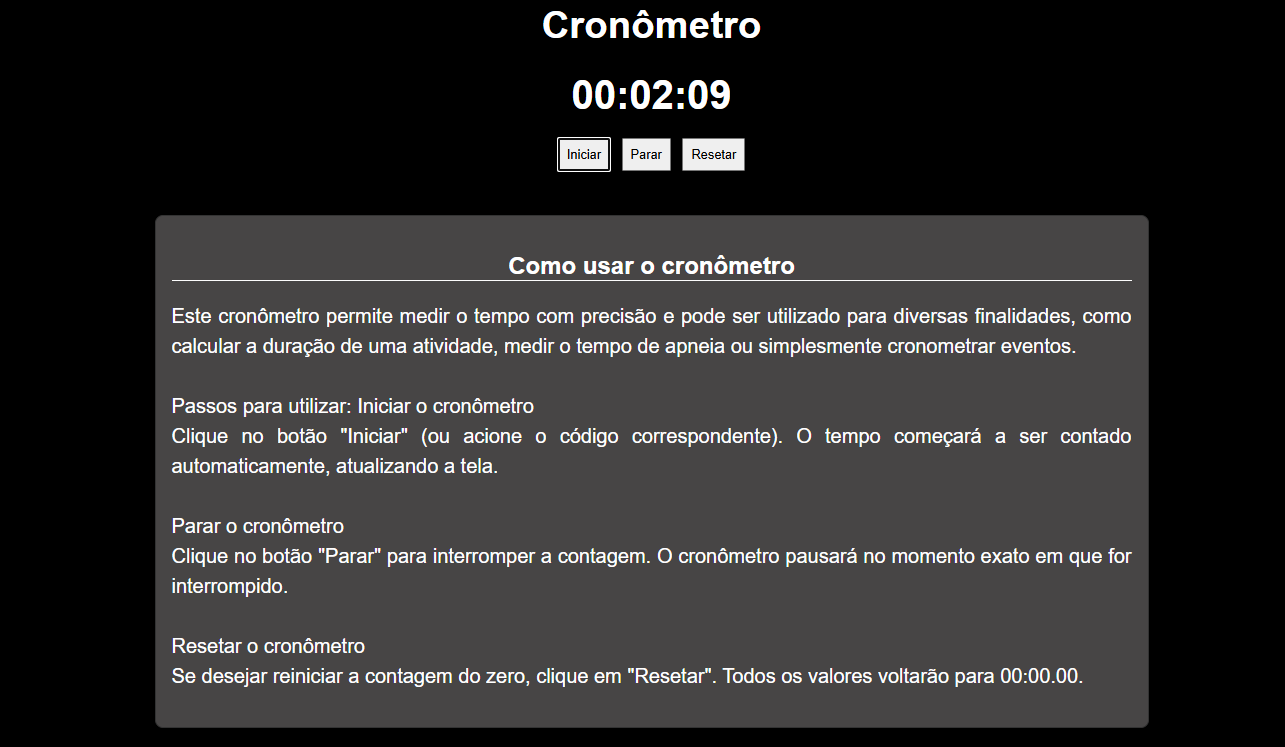 Cronômetro
00:02:09
Iniciar Parar Resetar
Como usar o cronômetro
Este cronômetro permite medir o tempo com precisão e pode ser utilizado para diversas finalidades, como
calcular a duração de uma atividade, medir o tempo de apneia ou simplesmente cronometrar eventos.
Passos para utilizar: Iniciar o cronômetro
Clique no botão "Iniciar" (ou acione o código correspondente). O tempo começará a ser contado
automaticamente, atualizando a tela.
Parar o cronômetro
Clique no botão "Parar" para interromper a contagem. O cronômetro pausará no momento exato em que for
interrompido.
Resetar o cronômetro
Se desejar reiniciar a contagem do zero, clique em "Resetar". Todos os valores voltarão para 00:00.00.